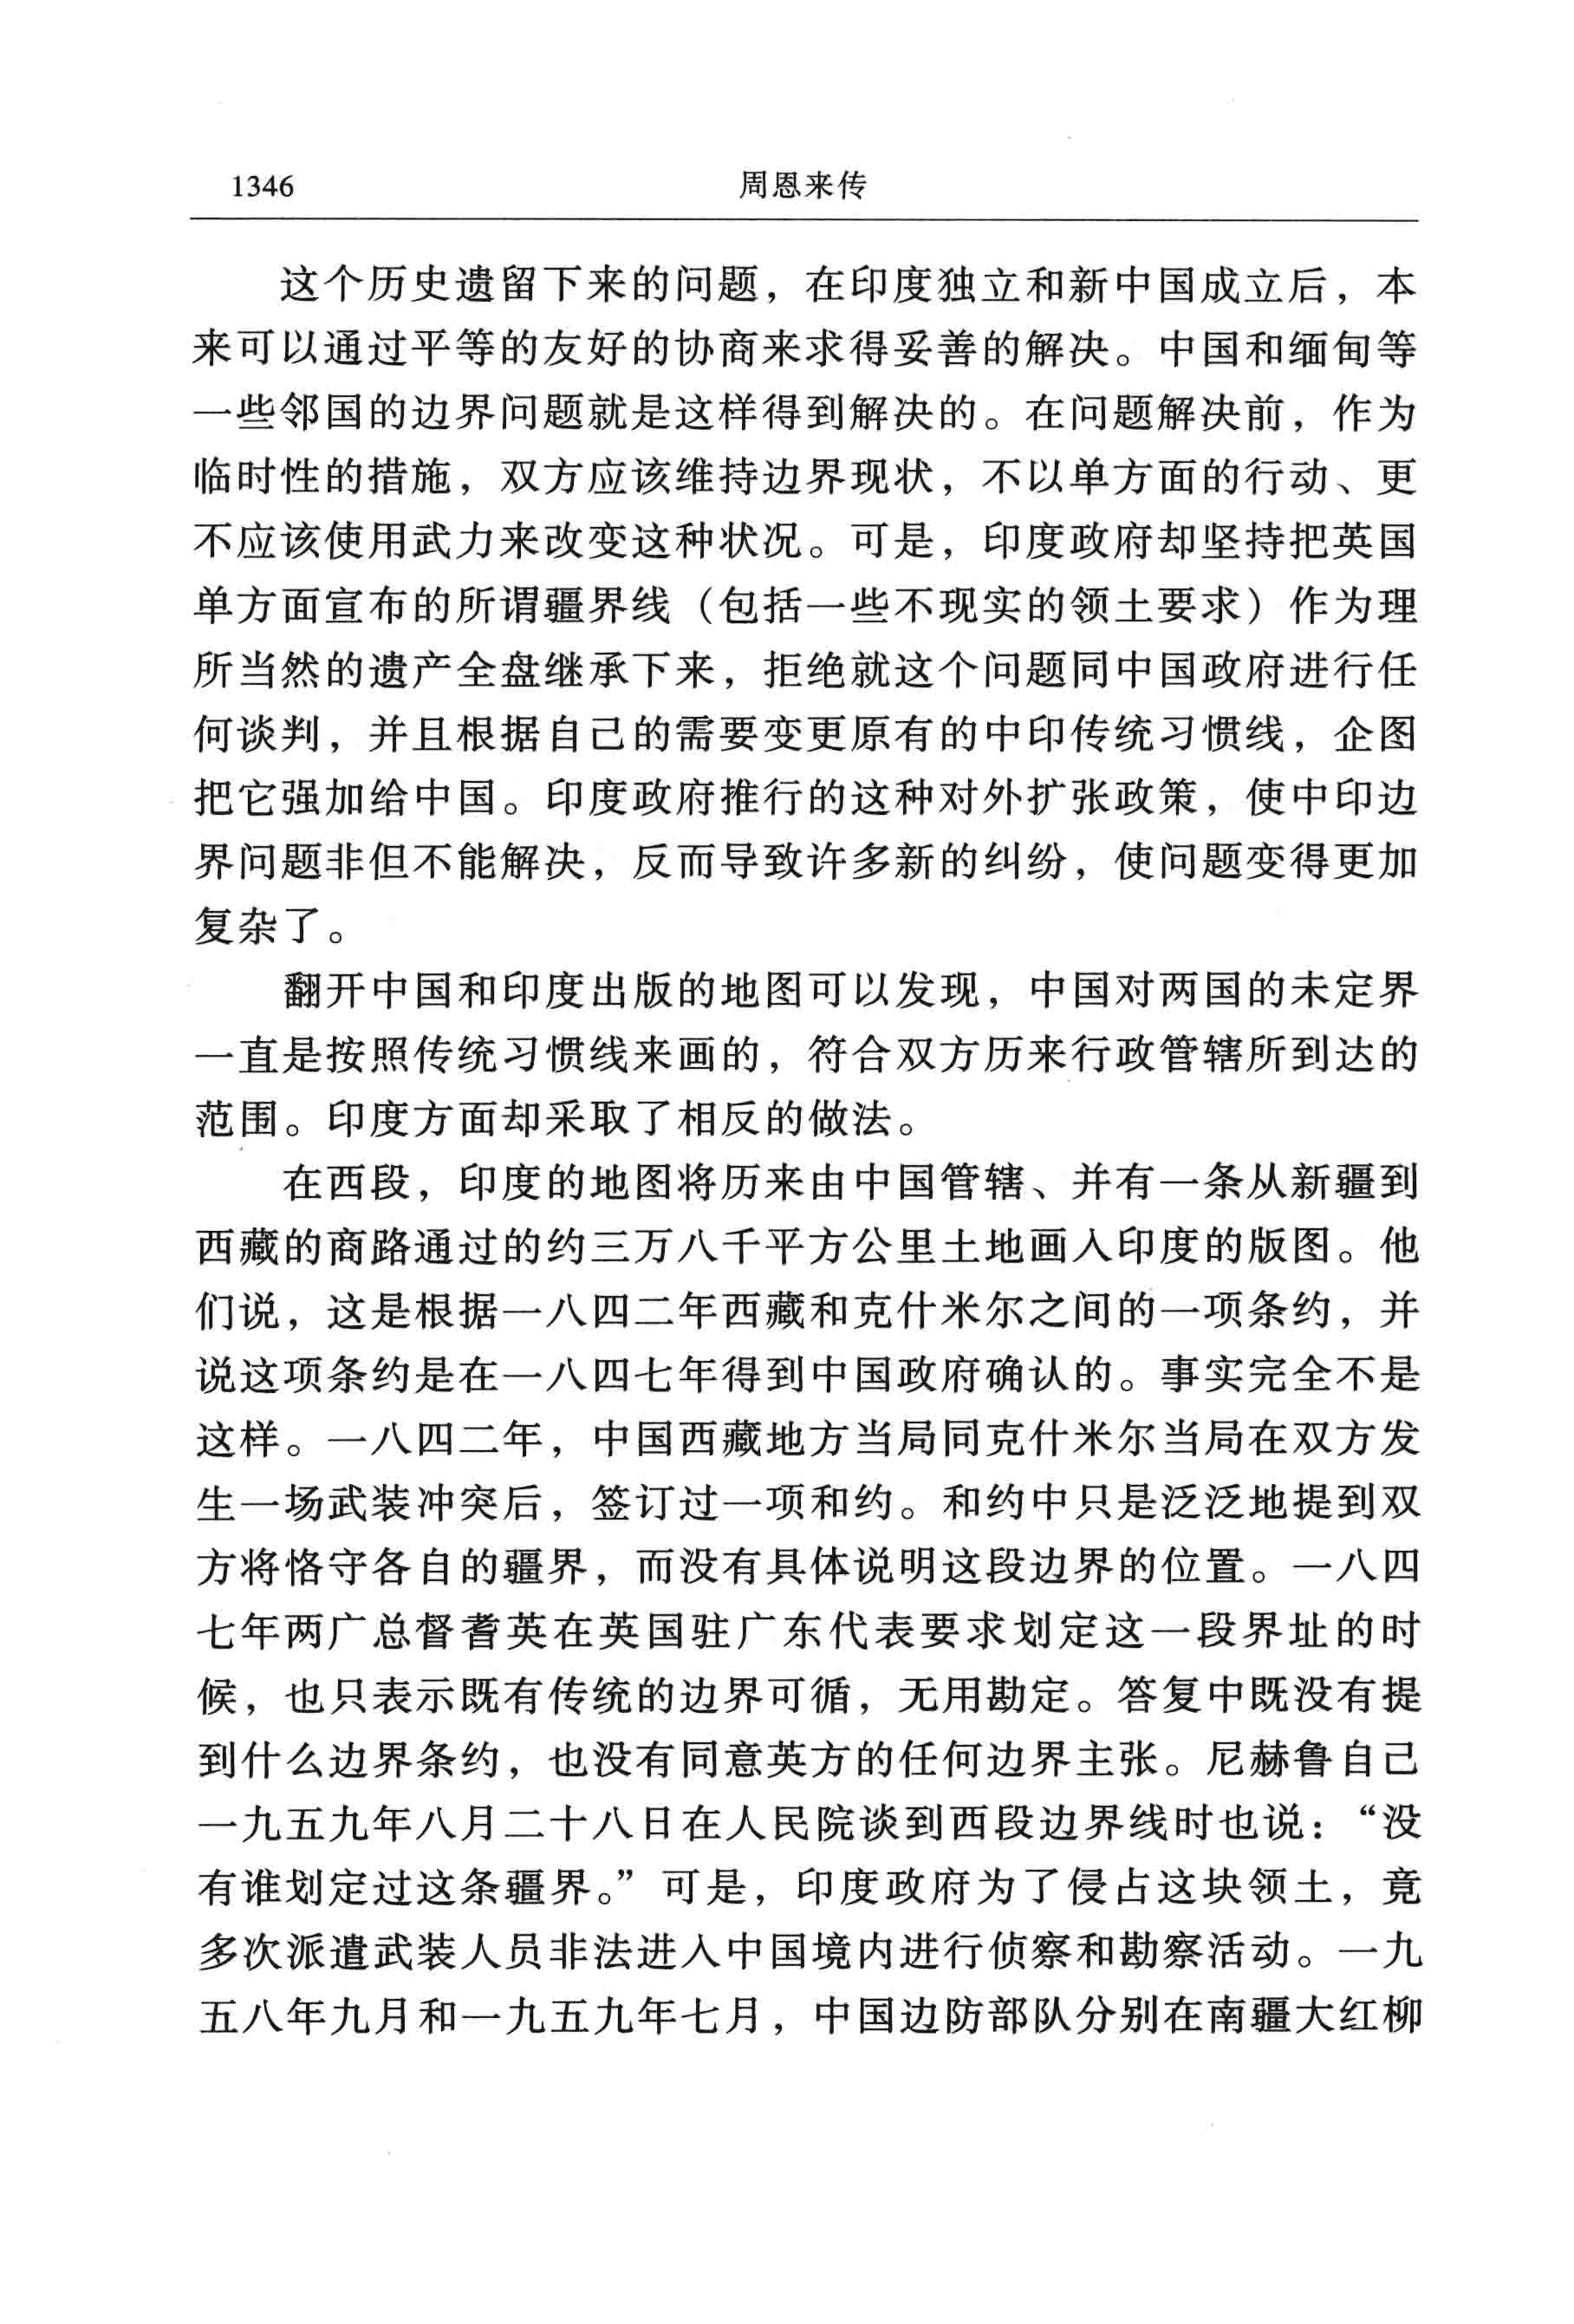 1346
周恩来传
这个历史遗留下来的问题，在印度独立和新中国成立后，本
来可以通过平等的友好的协商来求得妥善的解决。中国和缅甸等
一些邻国的边界问题就是这样得到解决的。在问题解决前，作为
临时性的措施，双方应该维持边界现状，不以单方面的行动、更
不应该使用武力来改变这种状况。可是，印度政府却坚持把英国
单方面宣布的所谓疆界线（包括一些不现实的领土要求）作为理
所当然的遗产全盘继承下来，拒绝就这个问题同中国政府进行任
何谈判，并且根据自己的需要变更原有的中印传统习惯线，企图
把它强加给中国。印度政府推行的这种对外扩张政策，使中印边
界问题非但不能解决，反而导致许多新的纠纷，使问题变得更加
复杂了。
翻开中国和印度出版的地图可以发现，中国对两国的未定界
一直是按照传统习惯线来画的，符合双方历来行政管辖所到达的
范围。印度方面却采取了相反的做法。
在西段，印度的地图将历来由中国管辖、并有一条从新疆到
西藏的商路通过的约三万八千平方公里土地画入印度的版图。他
们说，这是根据一八四二年西藏和克什米尔之间的一项条约，并
说这项条约是在一八四七年得到中国政府确认的。事实完全不是
这样。一八四二年，中国西藏地方当局同克什米尔当局在双方发
生一场武装冲突后，签订过一项和约。和约中只是泛泛地提到双
方将恪守各自的疆界，而没有具体说明这段边界的位置。一八四
七年两广总督耆英在英国驻广东代表要求划定这一段界址的时
候，也只表示既有传统的边界可循，无用勘定。答复中既没有提
到什么边界条约，也没有同意英方的任何边界主张。尼赫鲁自己
一九五九年八月二十八日在人民院谈到西段边界线时也说：“没
有谁划定过这条疆界。”可是，印度政府为了侵占这块领土，竟
多次派遣武装人员非法进入中国境内进行侦察和勘察活动。一九
五八年九月和一九五九年七月，中国边防部队分别在南疆大红柳